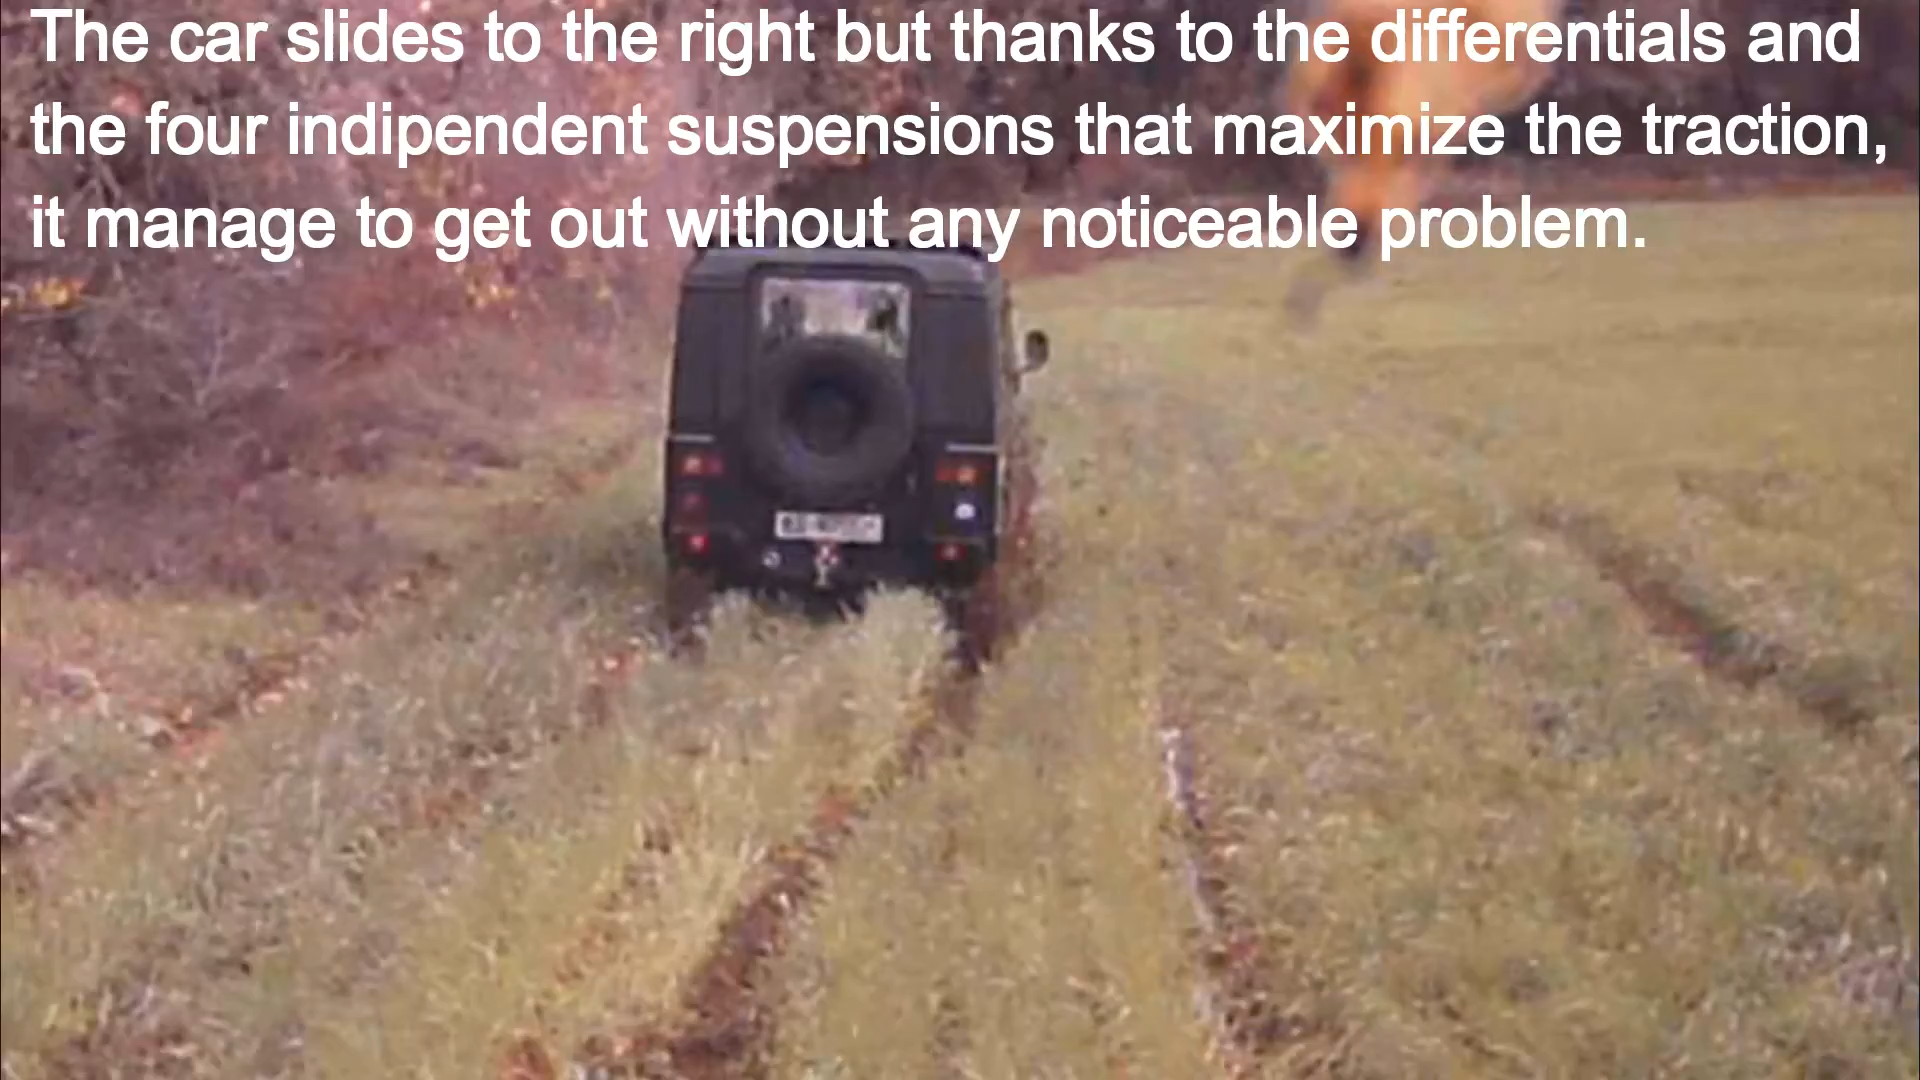 The car slides to the right but thanks to the differentials and
the four indipendent suspensions that maximize the traction,
it manage to get out without any noticeable problem.